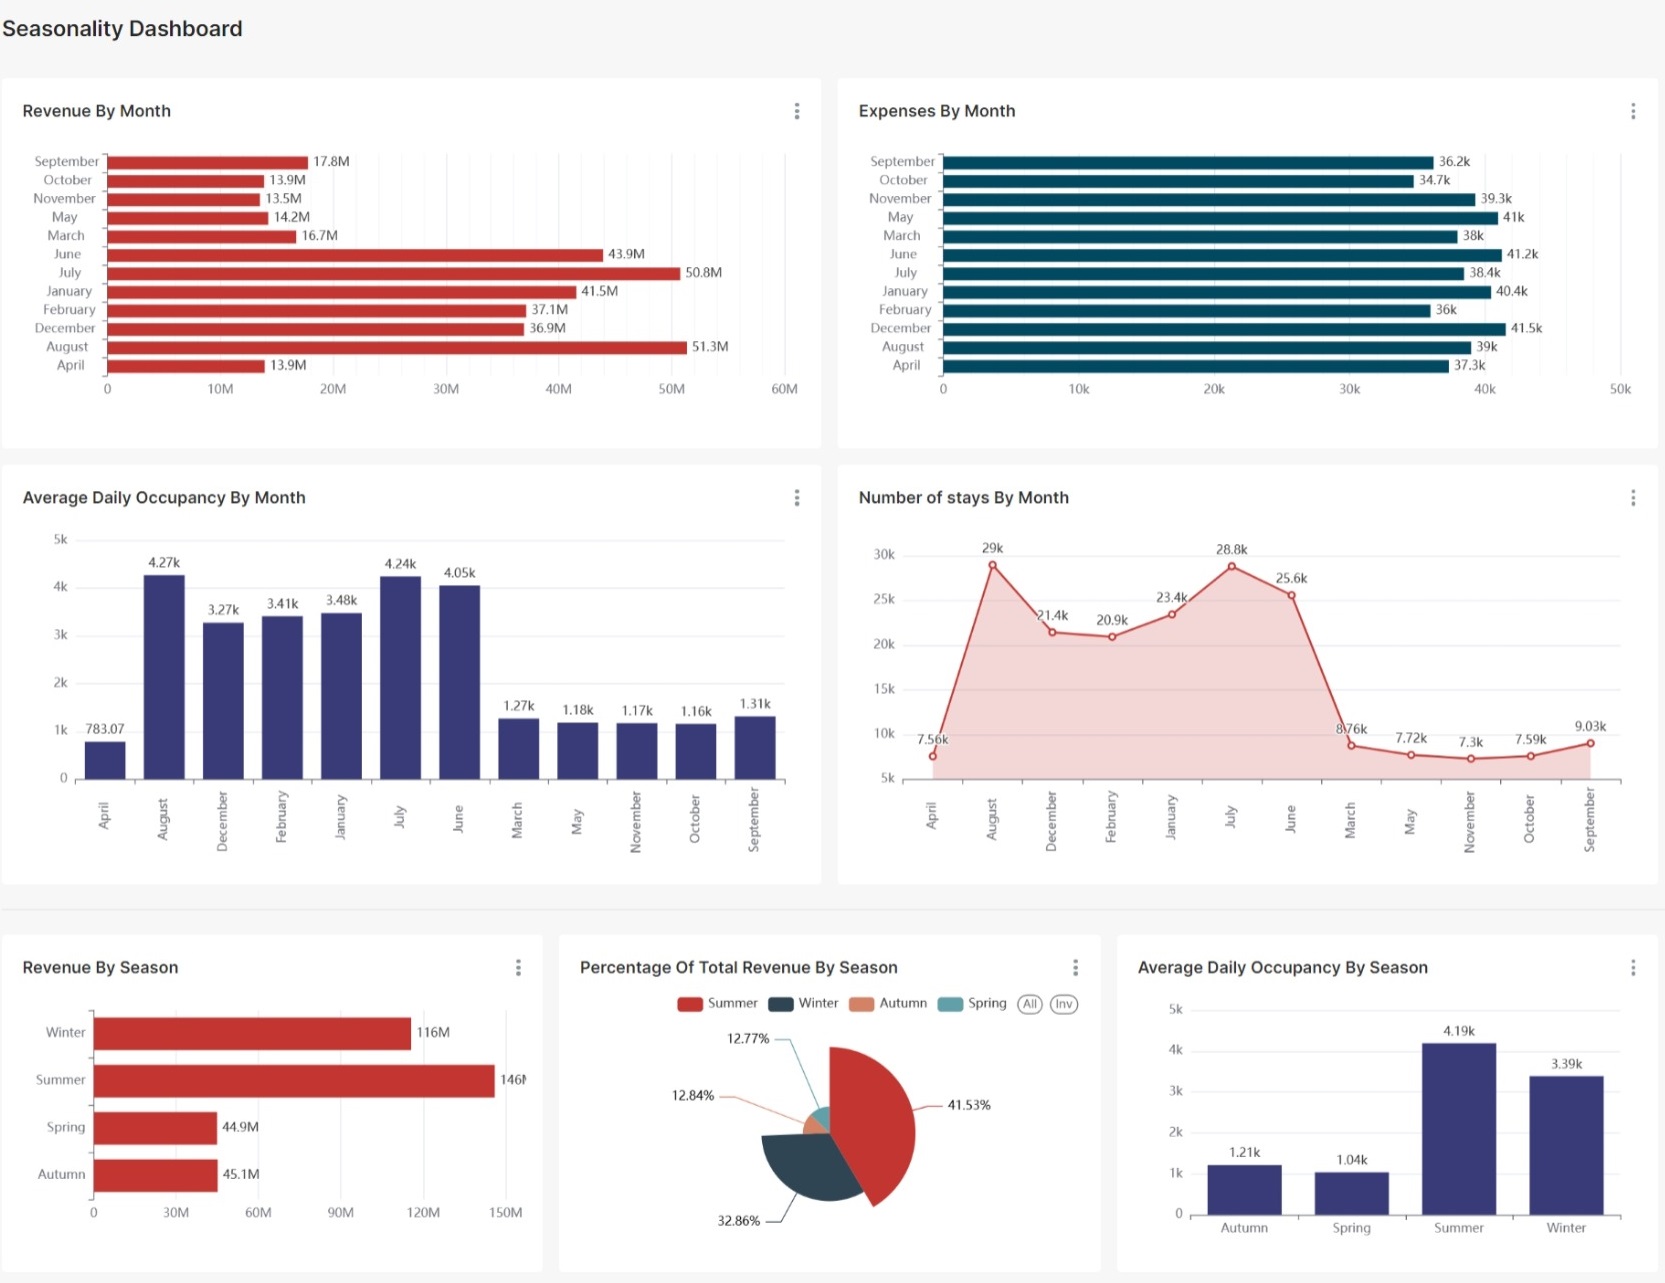 Seasonality Dashboard
Revenue By Month
September 17.8M
October 13.9M
November 13.5M
May 14.2M
March 16.7M
June 43.9M
July 50.8M
January 41.5M
February 37.1M
December 36.9M
August 51.3M
April 13.9M
0 10M 20M 30M 40M 50M 60M
Expenses By Month
September 36.2k
October 34.7k
November 39.3k
May 41k
March 38k
June 41.2k
July 38.4k
January 40.4k
February 36k
December 41.5k
August 39k
April 37.3k
0 10k 20k 30k 40k 50k
Average Daily Occupancy By Month
5k
4k
3k
2k
1k
0
783.07 4.27k 3.27k 3.41k 3.48k 4.24k 4.05k 1.27k 1.18k 1.17k 1.16k 1.31k
April August December February January July June March May November October September
Number of stays By Month
30k
25k
20k
15k
10k
5k
7.56k 29k 21.4k 20.9k 23.4k 28.8k 25.6k 8.76k 7.72k 7.3k 7.59k 9.03k
April August December February January July June March May November October September
Revenue By Season
Winter 116M
Summer 146M
Spring 44.9M
Autumn 45.1M
0 30M 60M 90M 120M 150M
Percentage Of Total Revenue By Season
Summer Winter Autumn Spring All Inv
12.77%
12.84%
41.53%
32.86%
Average Daily Occupancy By Season
5k
4k
3k
2k
1k
0
1.21k 1.04k 4.19k 3.39k
Autumn Spring Summer Winter